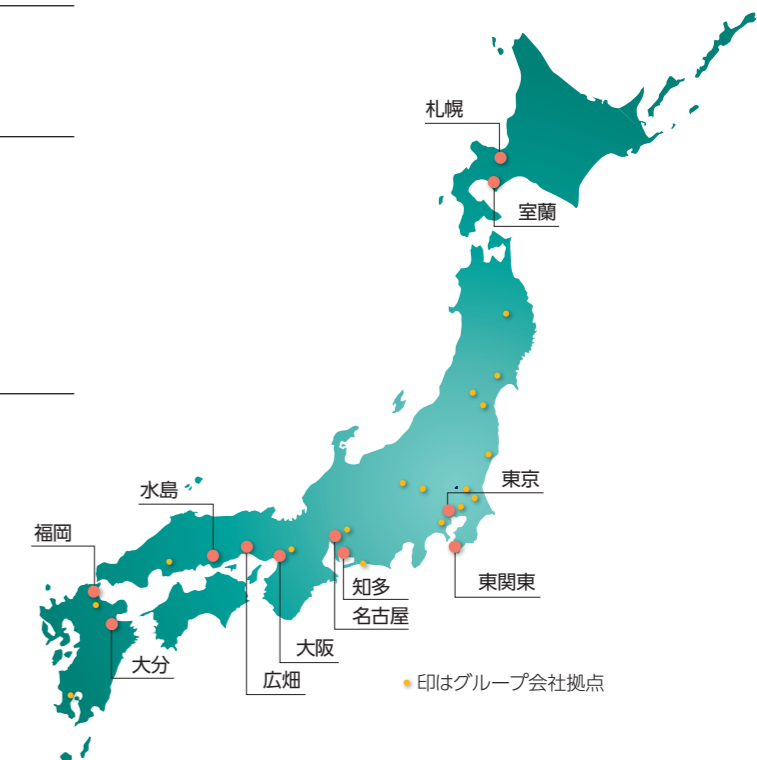 札幌
室蘭
東京
水島
福岡
東関東
知多
名古屋
大阪
大分
広畑
印はグループ会社拠点